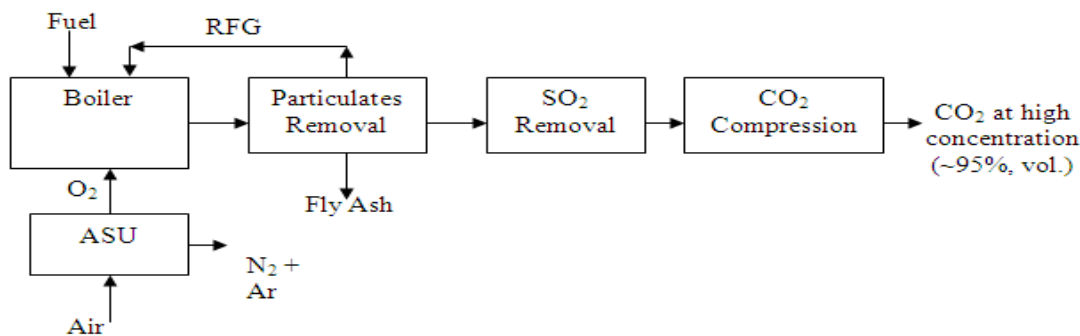 Fuel
RFG
Boiler
Particulates
Removal
SO₂
Removal
CO₂
Compression
CO₂ at high
concentration
(~95%, vol.)
O₂
Fly Ash
ASU
N₂ +
Ar
Air